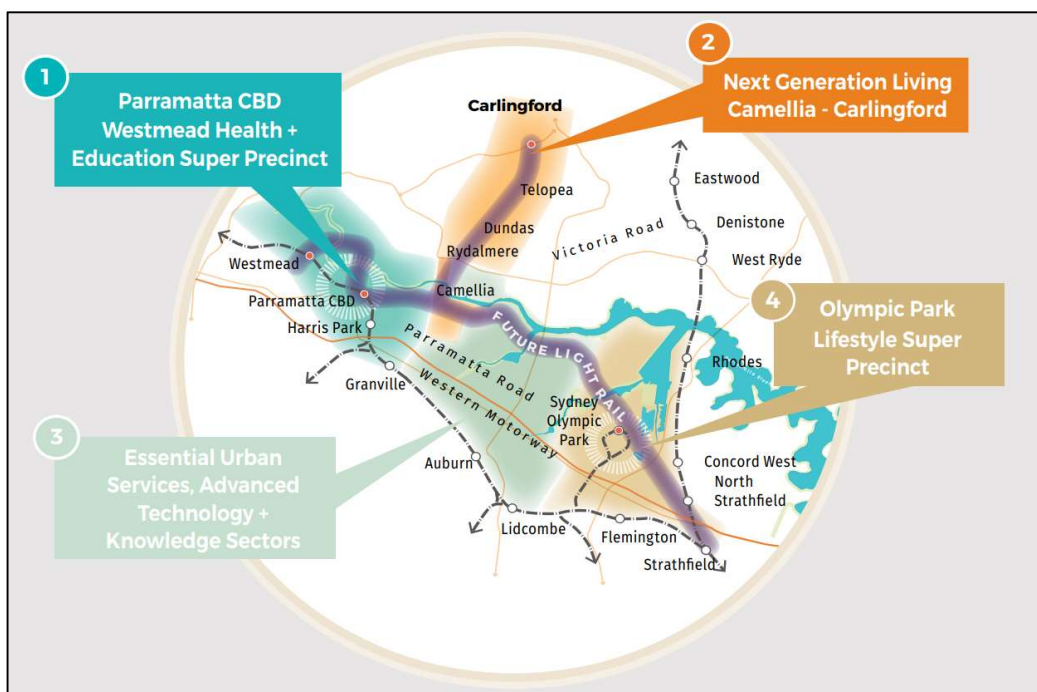 1
Parramatta CBD
Westmead Health +
Education Super Precinct
2
Next Generation Living
Camellia - Carlingford
Carlingford
Telopea
Dundas
Rydalmere
Victoria Road
Eastwood
Denistone
West Ryde
Westmead
Parramatta CBD
Camellia
Harris Park
Granville
Parramatta Road
Western Motorway
FUTURE LIGHT RAIL
4
Olympic Park
Lifestyle Super
Precinct
Rhodes
Sydney
Olympic
Park
3
Essential Urban
Services, Advanced
Technology +
Knowledge Sectors
Auburn
Lidcombe
Flemington
Concord West
North
Strathfield
Strathfield